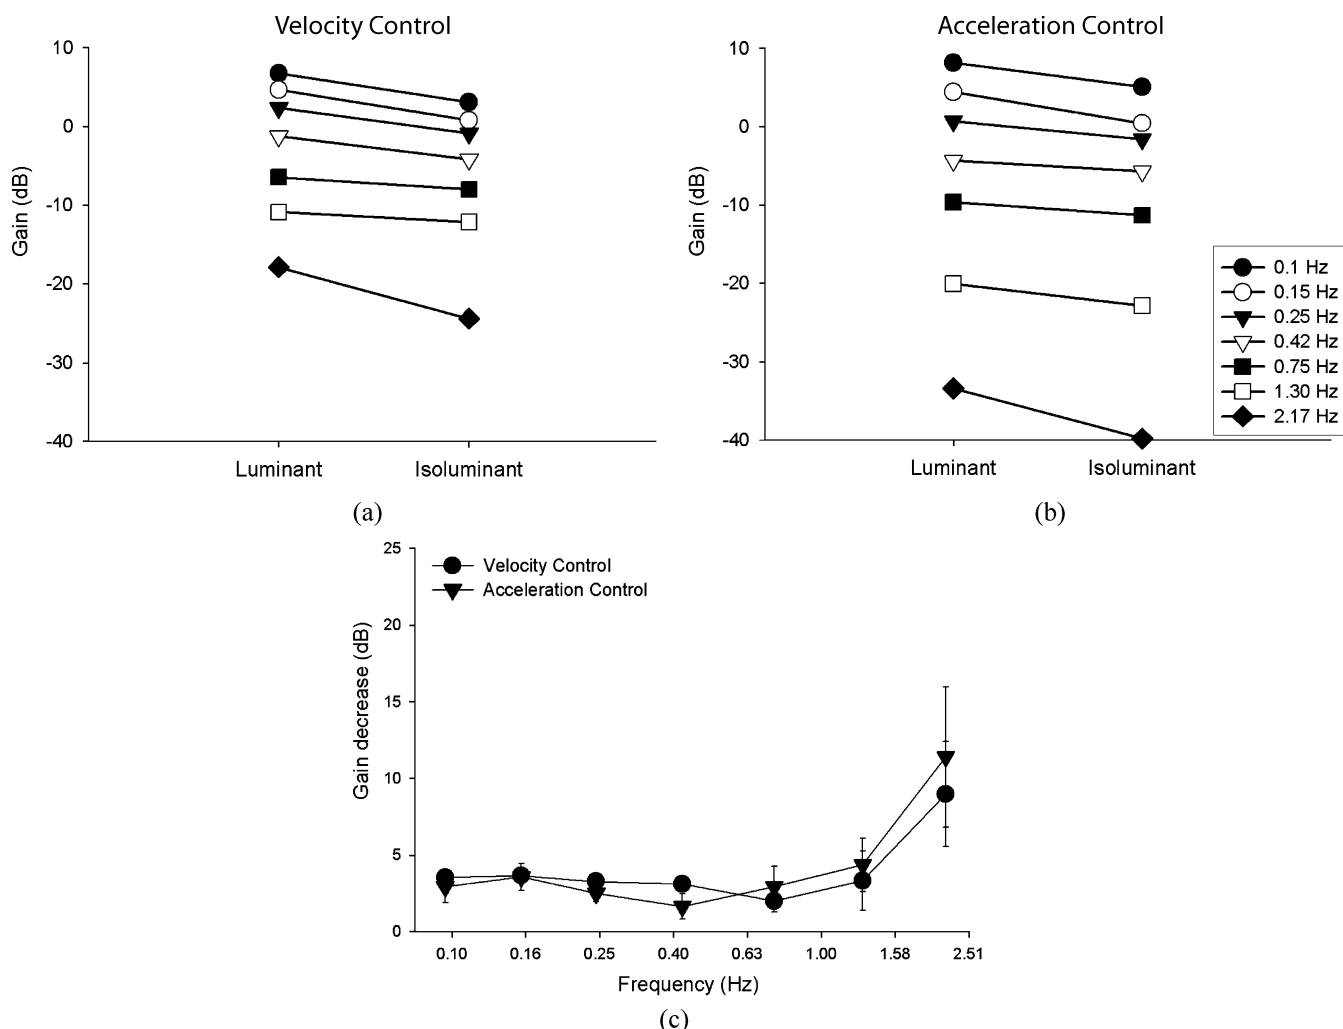 Velocity Control
10
0
-10
-20
-30
-40
Gain (dB)
Luminant
Isoluminant
(a)
Acceleration Control
10
0
-10
-20
-30
-40
Gain (dB)
Luminant
Isoluminant
0.1 Hz
0.15 Hz
0.25 Hz
0.42 Hz
0.75 Hz
1.30 Hz
2.17 Hz
(b)
25
20
15
10
5
0
Gain decrease (dB)
Velocity Control
Acceleration Control
0.10 0.16 0.25 0.40 0.63 1.00 1.58 2.51
Frequency (Hz)
(c)